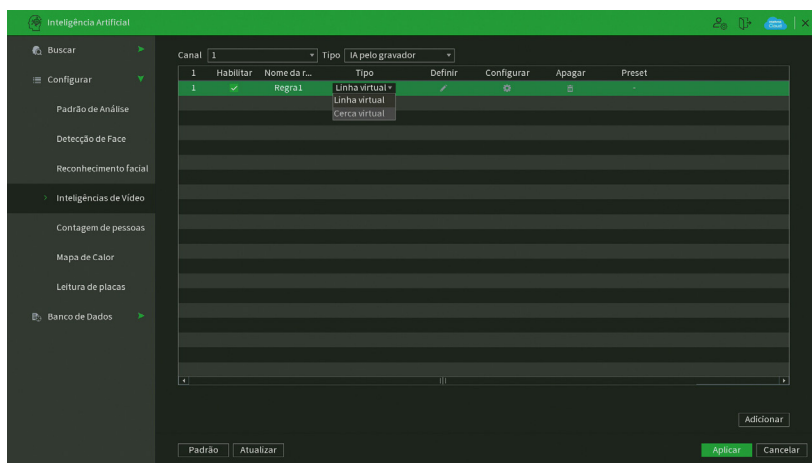 Inteligência Artificial
Buscar
Configurar
Padrão de Análise
Detecção de Face
Reconhecimento facial
Inteligências de Vídeo
Contagem de pessoas
Mapa de Calor
Leitura de placas
Banco de Dados
Canal 1 Tipo IA pelo gravador
1 Habilitar Nome da r... Tipo Definir Configurar Apagar Preset
1 Regra1 Linha virtual -
Linha virtual
Cerca virtual
Adicionar
Padrão Atualizar Aplicar Cancelar